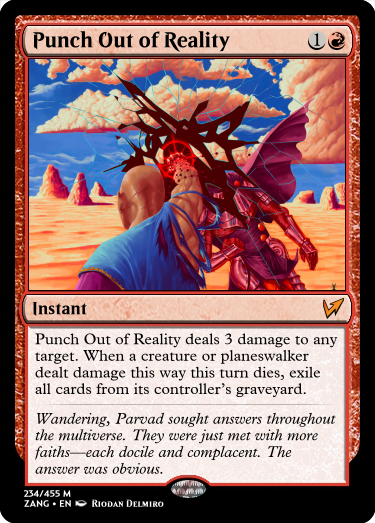 Punch Out of Reality 1
Instant
Punch Out of Reality deals 3 damage to any
target. When a creature or planeswalker
dealt damage this way this turn dies, exile
all cards from its controller's graveyard.
Wandering, Parvad sought answers throughout
the multiverse. They were just met with more
faiths—each docile and complacent. The
answer was obvious.
234/455 M
ZANG • EN Riodan Delmiro